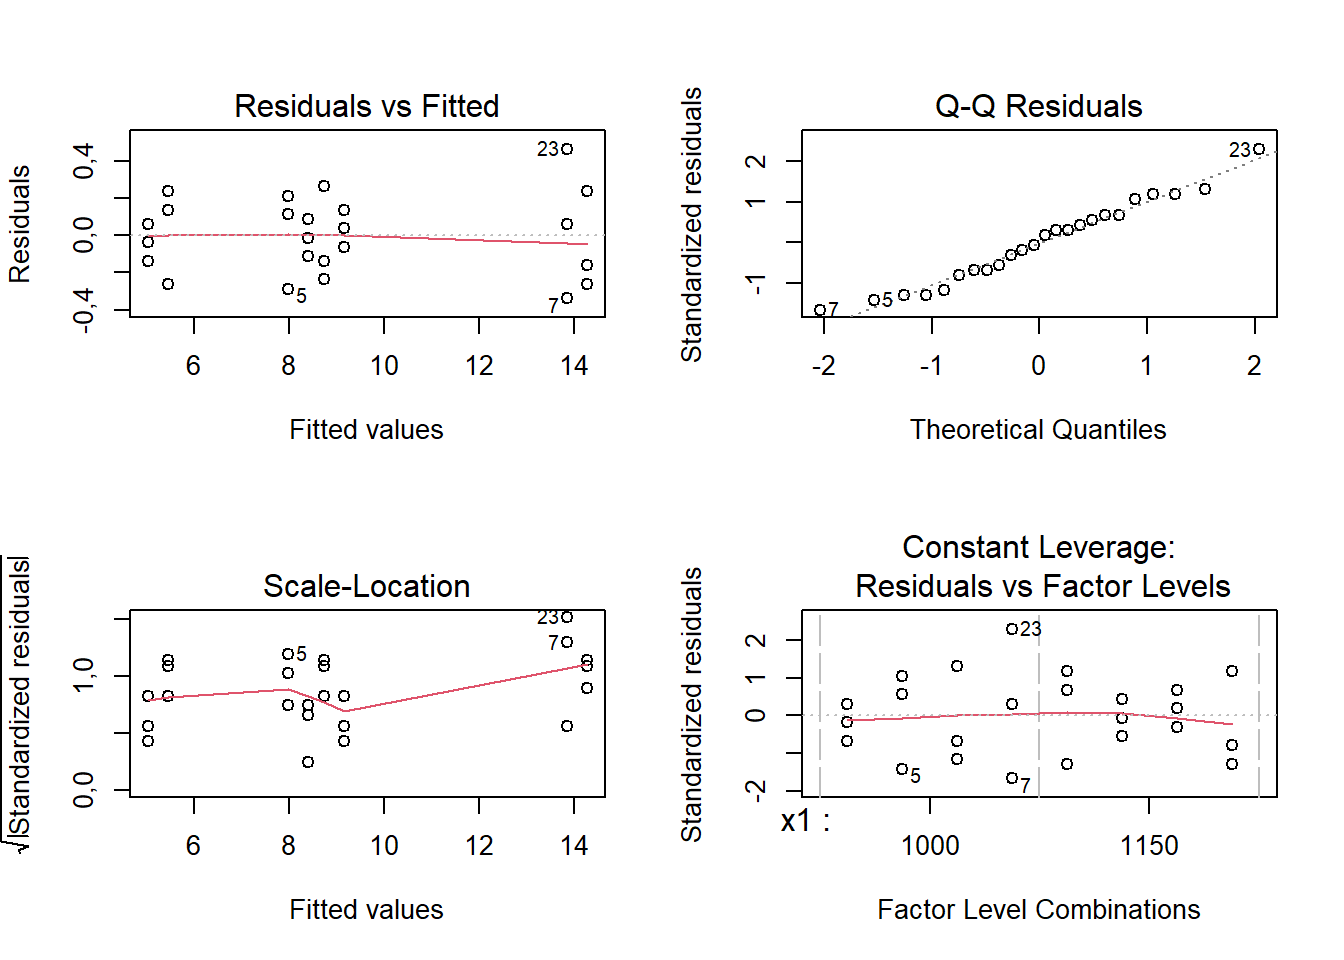 Residuals vs Fitted
Residuals
0,4
0,0
-0,4
23
5
7
6 8 10 12 14
Fitted values
Q-Q Residuals
Standardized residuals
2
1
-1
23
5
7
-2 -1 0 1 2
Theoretical Quantiles
Scale-Location
√|Standardized residuals|
1,0
0,0
23
7
5
6 8 10 12 14
Fitted values
Constant Leverage:
Residuals vs Factor Levels
Standardized residuals
2
1
0
-2
23
5
7
x1 :
1000 1150
Factor Level Combinations